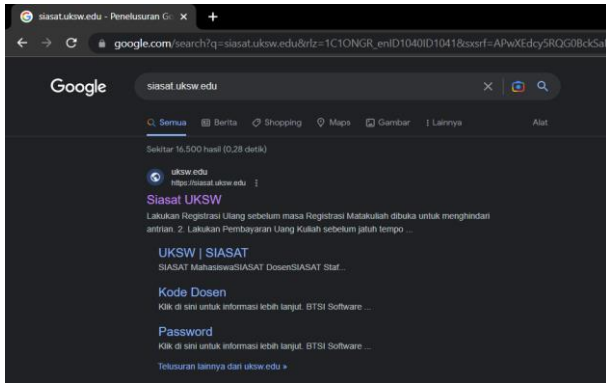 siasat.uksw.edu - Penelusuran Go
google.com/search?q=siasat.uksw.edu&rlz=1C1ONGR_enID1040ID1041&sxsrf=APwXEdcySRQG0BckSal
Google
siasat.uksw.edu
Semua Berita Shopping Maps Gambar Lainnya Alat
Sekitar 16.500 hasil (0,28 detik)
uksw.edu
https://siasat.uksw.edu
Siasat UKSW
Lakukan Registrasi Ulang sebelum masa Registrasi Matakuliah dibuka untuk menghindari
antrian. 2. Lakukan Pembayaran Uang Kuliah sebelum jatuh tempo ...
UKSW | SIASAT
SIASAT MahasiswaSIASAT DosenSIASAT Staf...
Kode Dosen
Klik di sini untuk informasi lebih lanjut. BTSI Software ...
Password
Klik di sini untuk informasi lebih lanjut. BTSI Software ...
Telusuran lainnya dari uksw.edu »